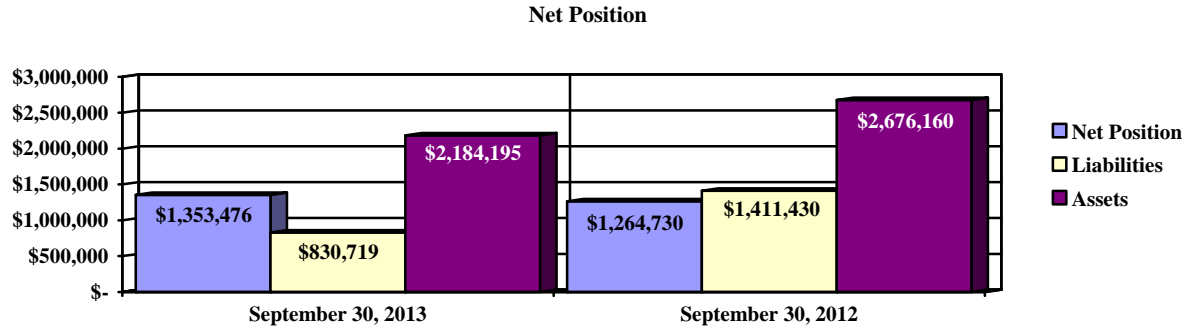 Net Position
$3,000,000
$2,500,000
$2,000,000
$1,500,000
$1,000,000
$500,000
$-
$1,353,476
$830,719
$2,184,195
$1,264,730
$1,411,430
$2,676,160
September 30, 2013
September 30, 2012
Net Position
Liabilities
Assets